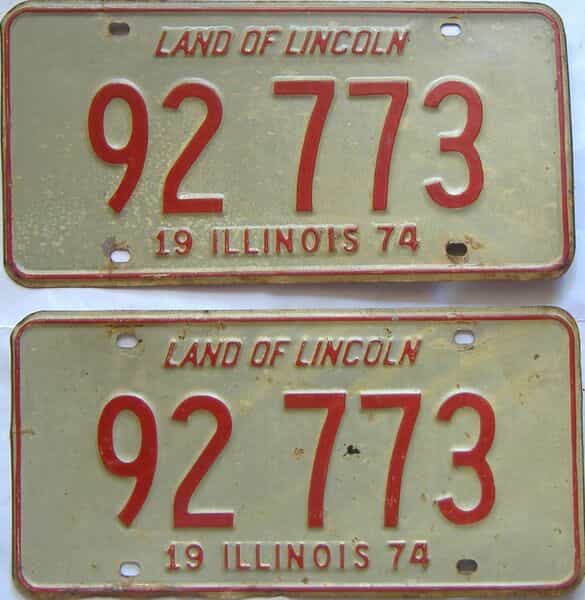 LAND OF LINCOLN
92 773
19 ILLINOIS 74
LAND OF LINCOLN
92 773
19 ILLINOIS 74